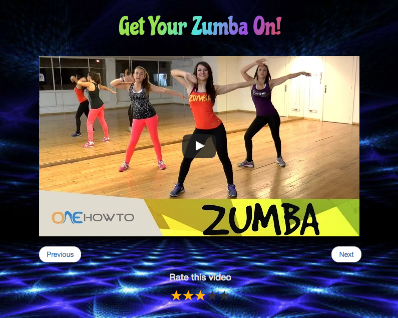 Get Your Zumba On!
ZUMBA
ONEHOWTO
ZUMBA
Previous
Next
Rate this video